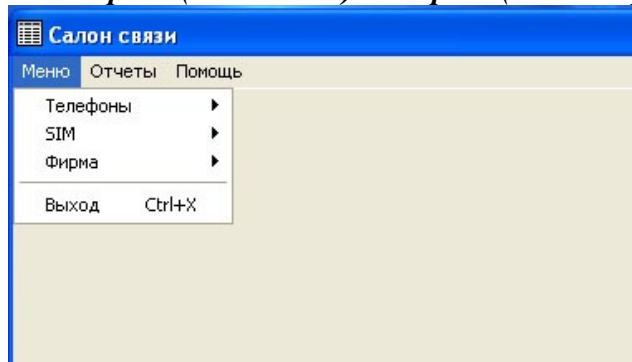 Салон связи
Меню Отчеты Помощь
Телефоны
SIM
Фирма
Выход Ctrl+X